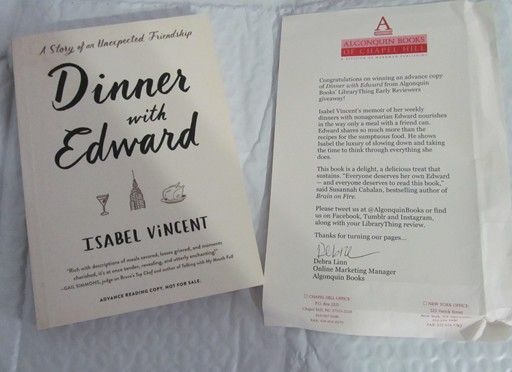 A Story of an Unexpected Friendship
Dinner
with
Edward
ISABEL VINCENT
"Rich with descriptions of meals savored, losses grieved, and moments
cherished, it's at once tender, revealing, and utterly enchanting."
—GAIL SIMMONS, judge on Bravo's Top Chef and author of Talking with My Mouth Full
ADVANCE READING COPY. NOT FOR SALE.
A
ALGONQUIN BOOKS
OF CHAPEL HILL
A DIVISION OF WORKMAN PUBLISHING
Congratulations on winning an advance copy
of Dinner with Edward from Algonquin
Books' LibraryThing Early Reviewers
giveaway!
Isabel Vincent's memoir of her weekly
dinners with nonagenarian Edward nourishes
in the way only a meal with a friend can.
Edward shares so much more than the
recipes for the sumptuous food. He shows
Isabel the luxury of slowing down and taking
the time to think through everything she
does.
This book is a delight, a delicious treat that
sustains. "Everyone deserves her own Edward
— and everyone deserves to read this book,"
said Susannah Cahalan, bestselling author of
Brain on Fire.
Please tweet us at @AlgonquinBooks or find
us on Facebook, Tumblr and Instagram,
along with your LibraryThing review.
Thanks for turning our pages...
Debra
Debra Linn
Online Marketing Manager
Algonquin Books
CHAPEL HILL OFFICE
NEW YORK OFFICE